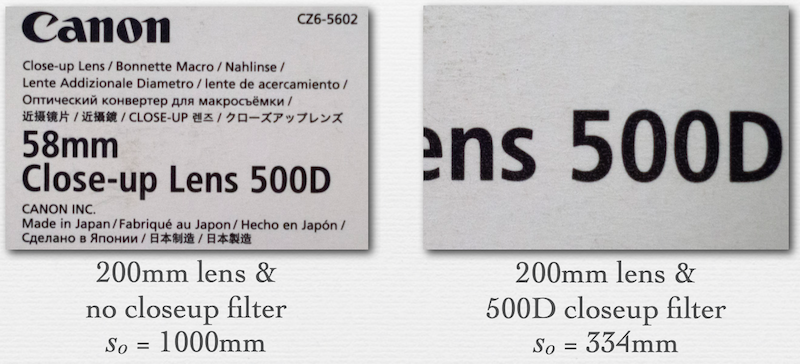 Canon
CZ6-5602
Close-up Lens / Bonnette Macro / Nahlinse /
Lente Addizionale Diametro / lente de acercamiento /
Оптический конвертер для макросъёмки /
近摄镜片 / 近攝鏡 / CLOSE-UP 렌즈 / クローズアップレンズ
58mm
Close-up Lens 500D
CANON INC.
Made in Japan / Fabriqué au Japon / Hecho en Japón /
Сделано в Японии / 日本制造 / 日本製造
200mm lens &
no closeup filter
sₒ = 1000mm
ens 500D
200mm lens &
500D closeup filter
sₒ = 334mm